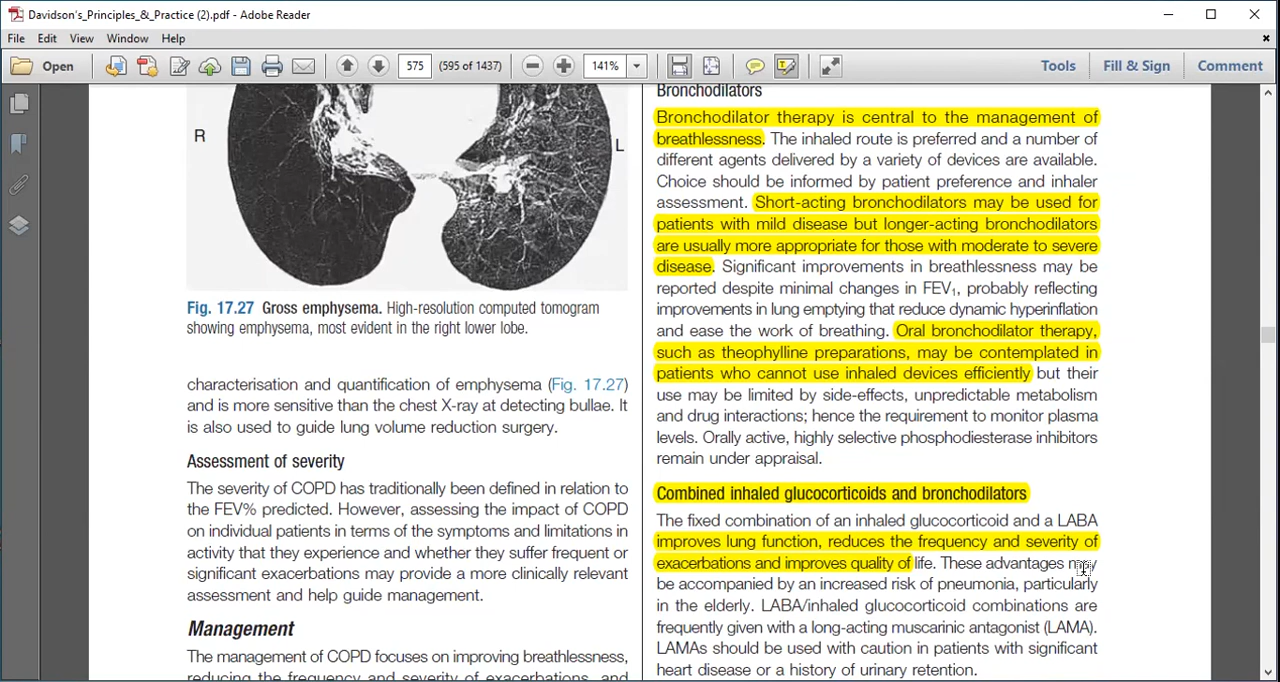 Davidson's_Principles_&_Practice (2).pdf - Adobe Reader
File Edit View Window Help
Open 575 (595 of 1437) 141% Tools Fill & Sign Comment
R
L
Fig. 17.27 Gross emphysema. High-resolution computed tomogram
showing emphysema, most evident in the right lower lobe.
characterisation and quantification of emphysema (Fig. 17.27)
and is more sensitive than the chest X-ray at detecting bullae. It
is also used to guide lung volume reduction surgery.
Assessment of severity
The severity of COPD has traditionally been defined in relation to
the FEV% predicted. However, assessing the impact of COPD
on individual patients in terms of the symptoms and limitations in
activity that they experience and whether they suffer frequent or
significant exacerbations may provide a more clinically relevant
assessment and help guide management.
Management
The management of COPD focuses on improving breathlessness,
reducing the frequency and severity of exacerbations, and
Bronchodilators
Bronchodilator therapy is central to the management of
breathlessness. The inhaled route is preferred and a number of
different agents delivered by a variety of devices are available.
Choice should be informed by patient preference and inhaler
assessment. Short-acting bronchodilators may be used for
patients with mild disease but longer-acting bronchodilators
are usually more appropriate for those with moderate to severe
disease. Significant improvements in breathlessness may be
reported despite minimal changes in FEV₁, probably reflecting
improvements in lung emptying that reduce dynamic hyperinflation
and ease the work of breathing. Oral bronchodilator therapy,
such as theophylline preparations, may be contemplated in
patients who cannot use inhaled devices efficiently but their
use may be limited by side-effects, unpredictable metabolism
and drug interactions; hence the requirement to monitor plasma
levels. Orally active, highly selective phosphodiesterase inhibitors
remain under appraisal.
Combined inhaled glucocorticoids and bronchodilators
The fixed combination of an inhaled glucocorticoid and a LABA
improves lung function, reduces the frequency and severity of
exacerbations and improves quality of life. These advantages may
be accompanied by an increased risk of pneumonia, particularly
in the elderly. LABA/inhaled glucocorticoid combinations are
frequently given with a long-acting muscarinic antagonist (LAMA).
LAMAs should be used with caution in patients with significant
heart disease or a history of urinary retention.